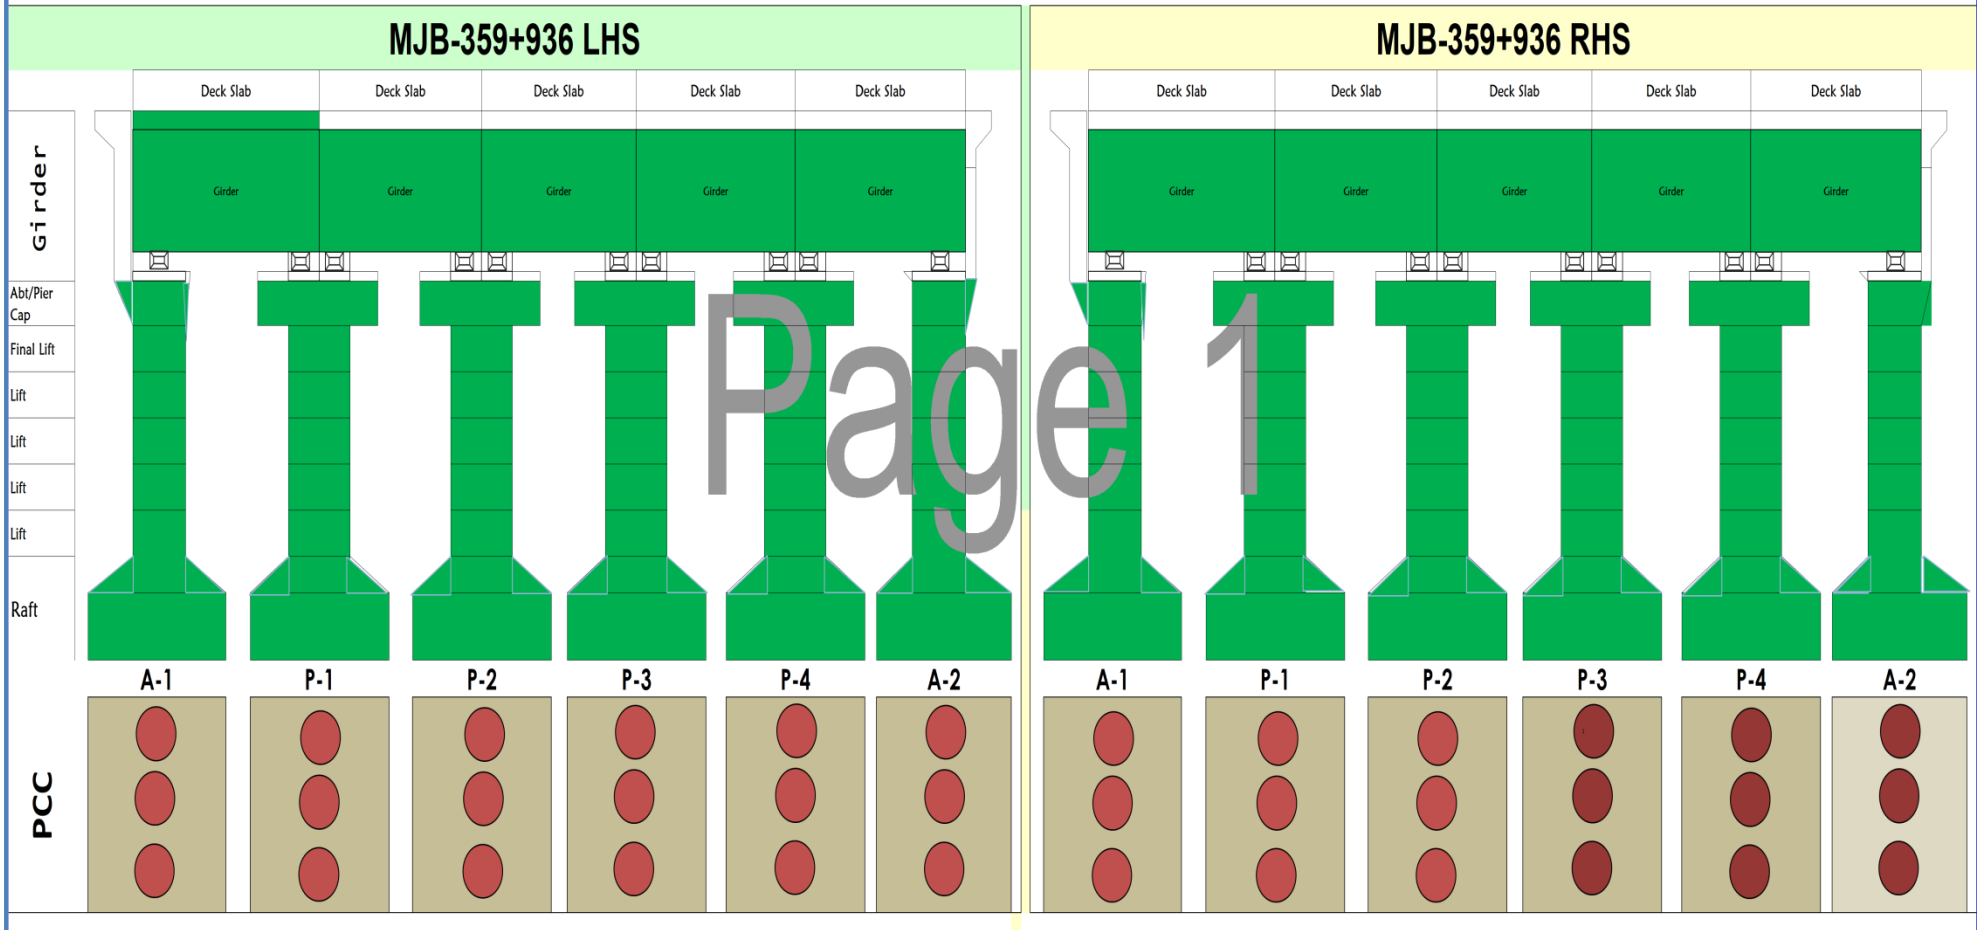 MJB-359+936 LHS
MJB-359+936 RHS
Deck Slab Deck Slab Deck Slab Deck Slab Deck Slab
Deck Slab Deck Slab Deck Slab Deck Slab Deck Slab
Girder
Girder Girder Girder Girder Girder
Girder Girder Girder Girder Girder
Abt/Pier
Cap
Final Lift
Lift
Lift
Lift
Lift
Page 1
Raft
A-1 P-1 P-2 P-3 P-4 A-2
A-1 P-1 P-2 P-3 P-4 A-2
PCC